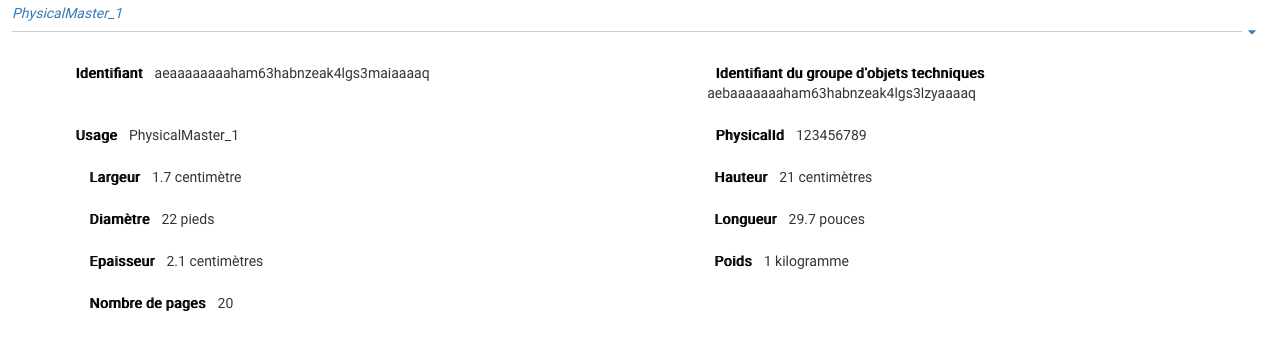 PhysicalMaster_1
Identifiant aeaaaaaaaaham63habnzeak4lgs3maiaaaaq
Identifiant du groupe d'objets techniques
aebaaaaaaaham63habnzeak4lgs3lzyaaaaq
Usage PhysicalMaster_1
PhysicalId 123456789
Largeur 1.7 centimètre
Hauteur 21 centimètres
Diamètre 22 pieds
Longueur 29.7 pouces
Epaisseur 2.1 centimètres
Poids 1 kilogramme
Nombre de pages 20